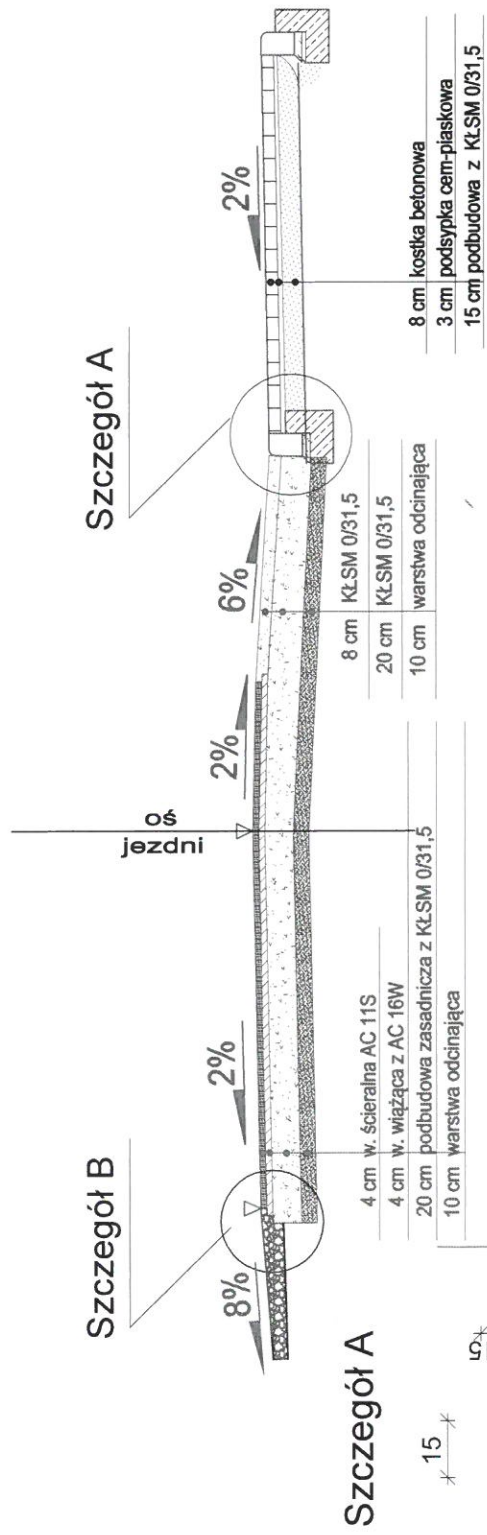 Szczegół B
Szczegół A
8%
2%
oś
jezdni
2%
6%
2%
4 cm w. ścieralna AC 11S
4 cm w. wiążąca z AC 16W
20 cm podbudowa zasadnicza z KŁSM 0/31,5
10 cm warstwa odcinająca
8 cm KŁSM 0/31,5
20 cm KŁSM 0/31,5
10 cm warstwa odcinająca
8 cm kostka betonowa
3 cm podsypka cem-piaskowa
15 cm podbudowa z KŁSM 0/31,5
Szczegół A
15
5